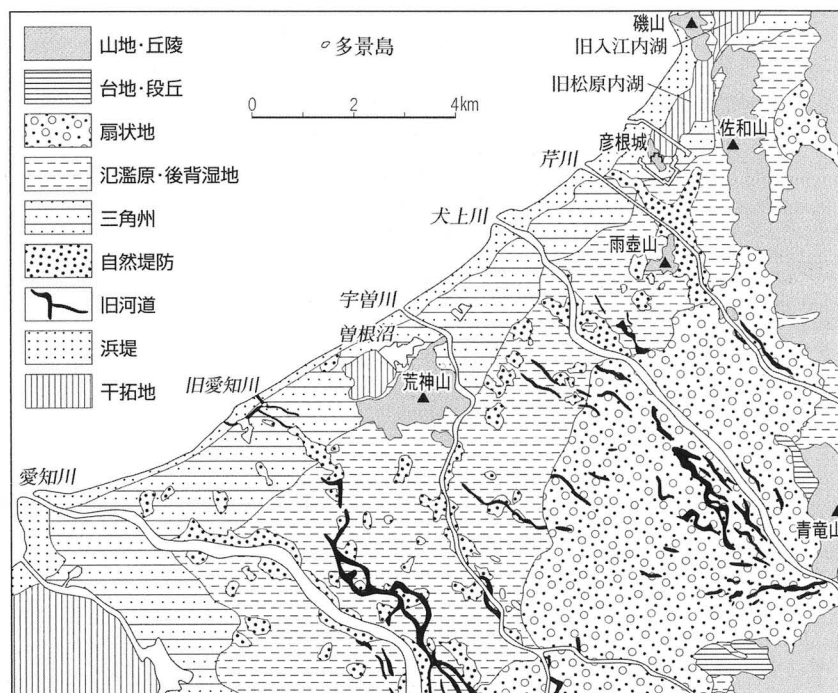 山地・丘陵
台地・段丘
扇状地
氾濫原・後背湿地
三角州
自然堤防
旧河道
浜堤
干拓地
多景島
0 2 4km
磯山
旧入江内湖
旧松原内湖
彦根城
佐和山
芹川
犬上川
雨壺山
宇曽川
曽根沼
荒神山
旧愛知川
愛知川
青竜山